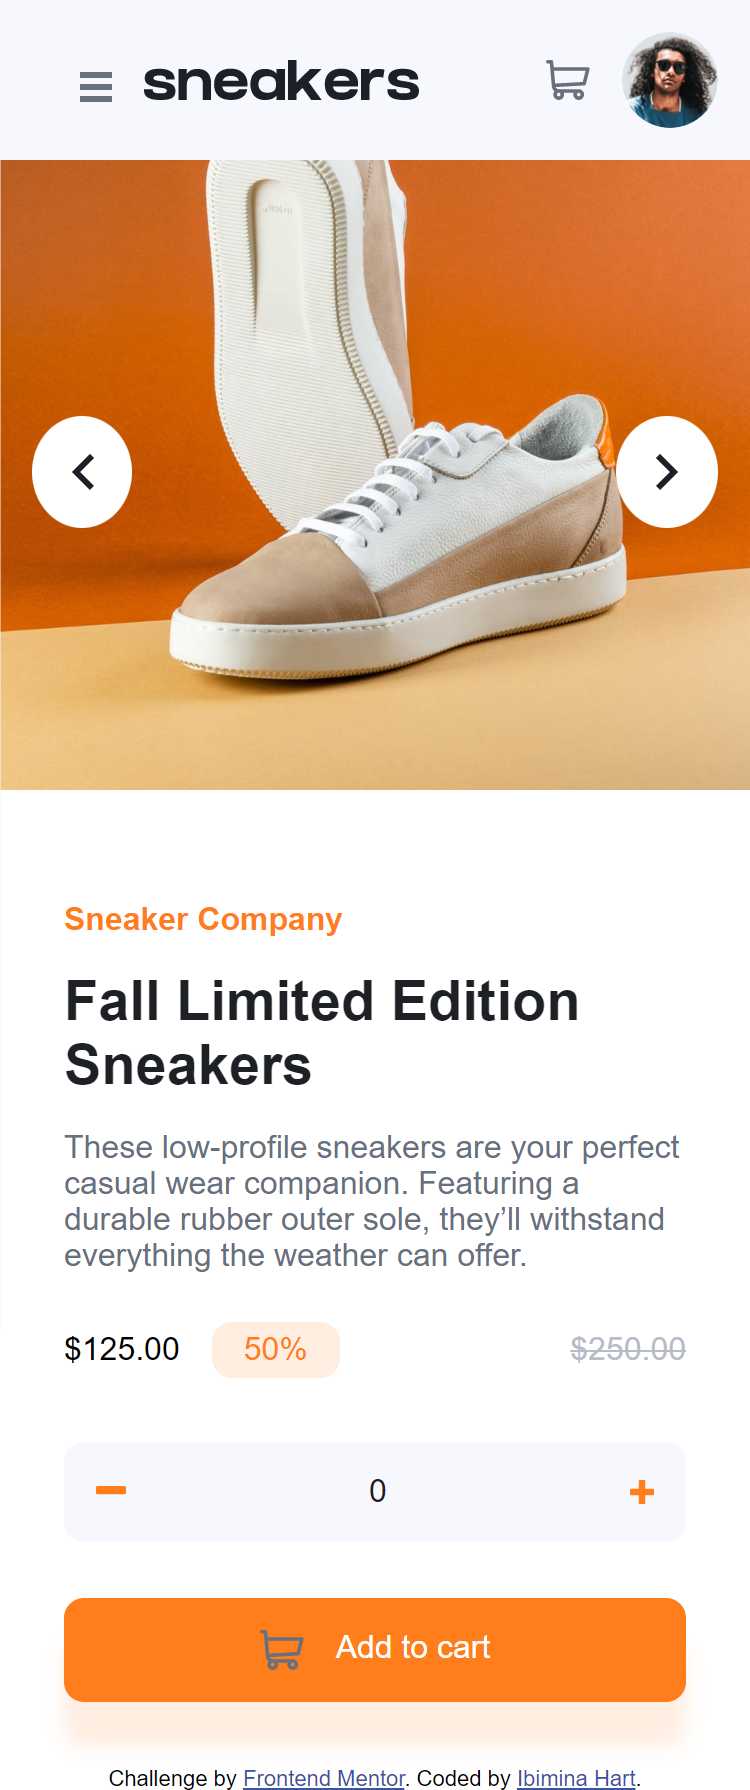 sneakers
Sneaker Company
Fall Limited Edition
Sneakers
These low-profile sneakers are your perfect
casual wear companion. Featuring a
durable rubber outer sole, they’ll withstand
everything the weather can offer.
$125.00 50% $250.00
0
Add to cart
Challenge by Frontend Mentor. Coded by Ibimina Hart.